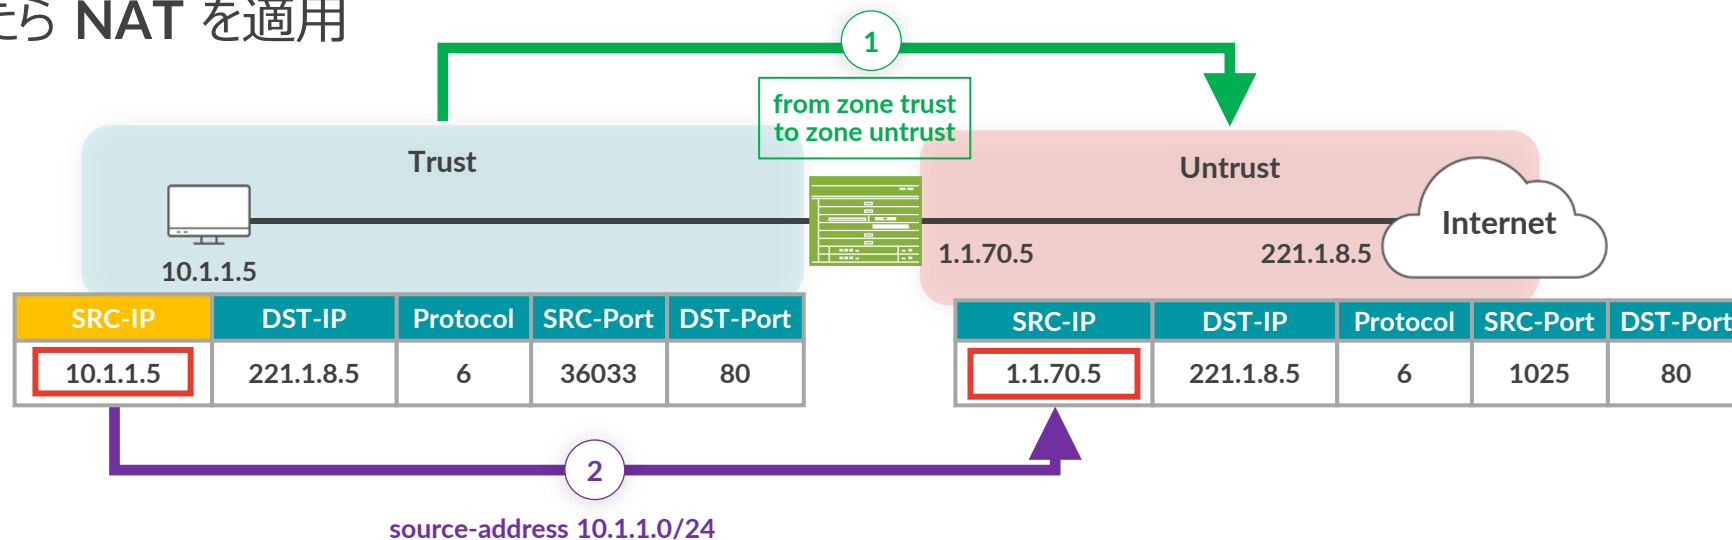 たら NAT を適用
1
from zone trust
to zone untrust
Trust
Untrust
Internet
10.1.1.5
1.1.70.5
221.1.8.5
SRC-IP DST-IP Protocol SRC-Port DST-Port
10.1.1.5 221.1.8.5 6 36033 80
SRC-IP DST-IP Protocol SRC-Port DST-Port
1.1.70.5 221.1.8.5 6 1025 80
2
source-address 10.1.1.0/24